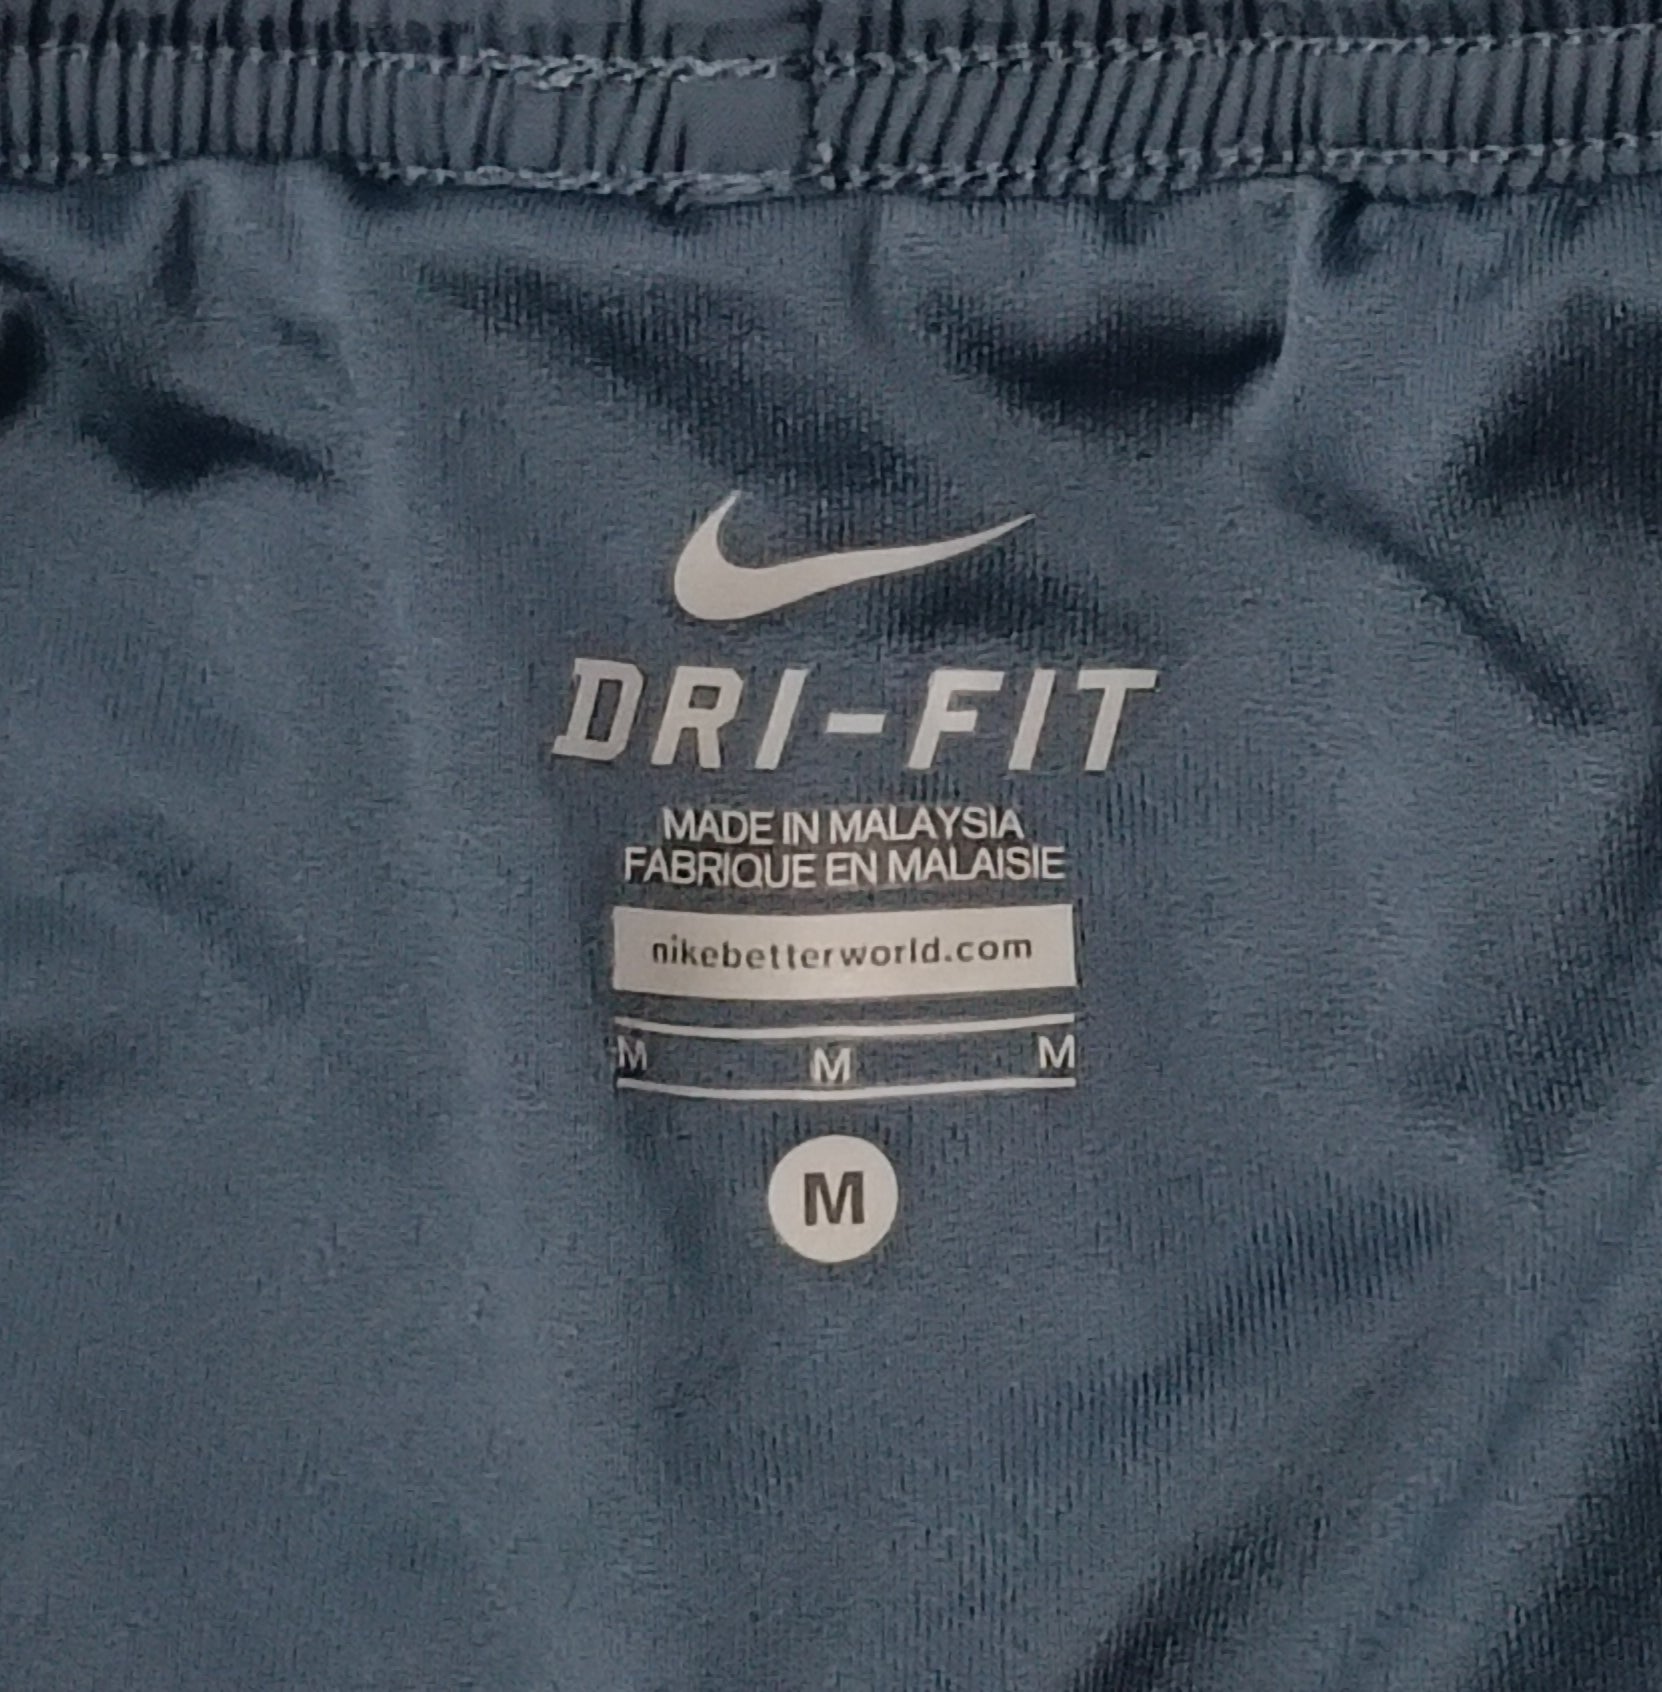 DRI-FIT
MADE IN MALAYSIA
FABRIQUE EN MALAISIE
nikebetterworld.com
M M M
M